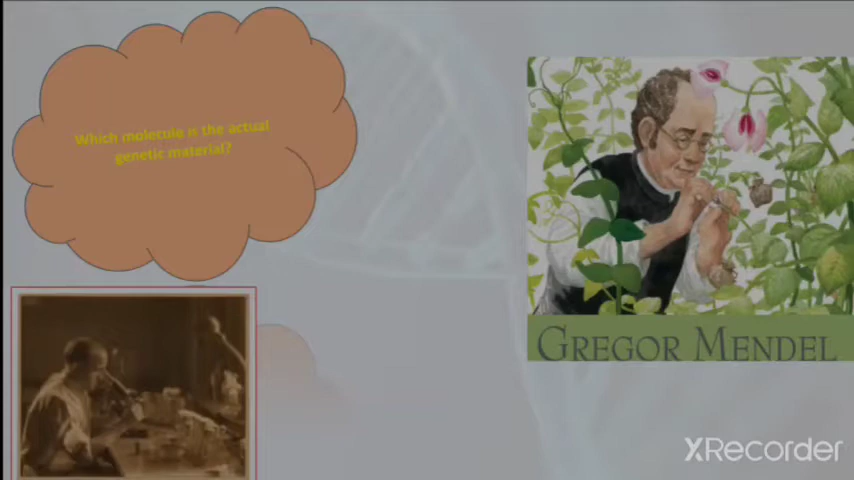 Which molecule is the actual
genetic material?
GREGOR MENDEL
XRecorder